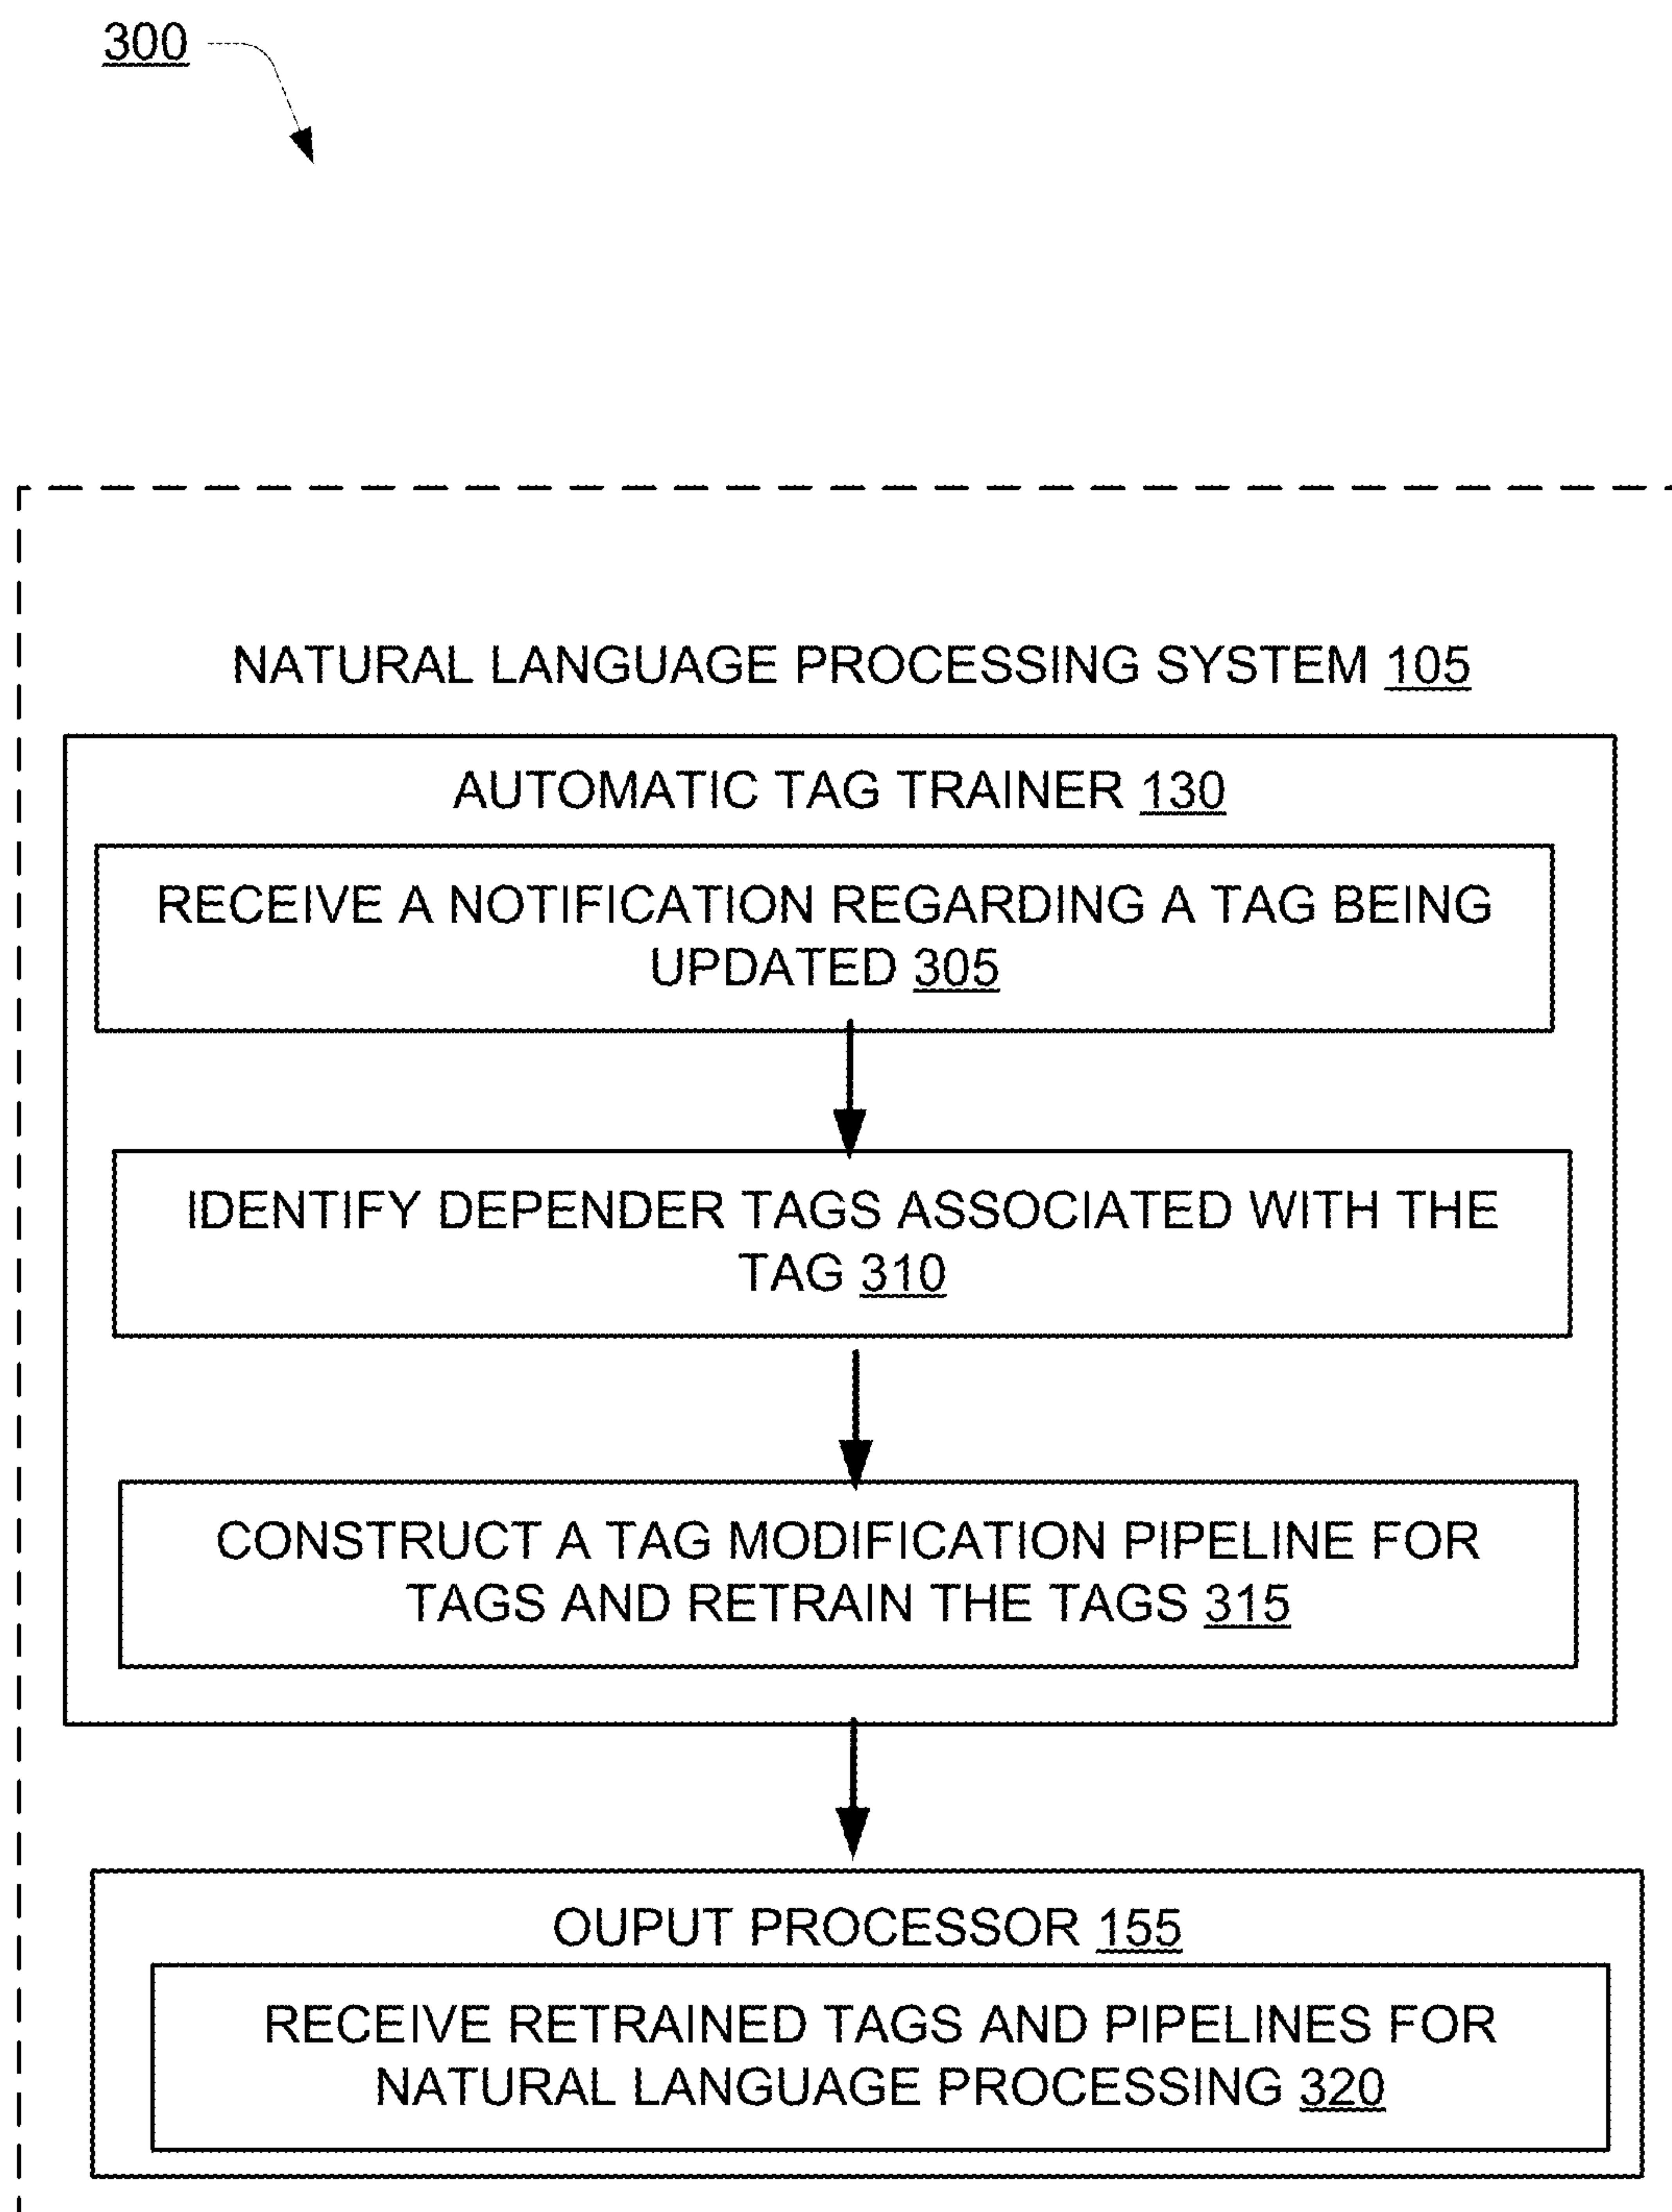 300
NATURAL LANGUAGE PROCESSING SYSTEM 105
AUTOMATIC TAG TRAINER 130
RECEIVE A NOTIFICATION REGARDING A TAG BEING
UPDATED 305
IDENTIFY DEPENDER TAGS ASSOCIATED WITH THE
TAG 310
CONSTRUCT A TAG MODIFICATION PIPELINE FOR
TAGS AND RETRAIN THE TAGS 315
OUPUT PROCESSOR 155
RECEIVE RETRAINED TAGS AND PIPELINES FOR
NATURAL LANGUAGE PROCESSING 320